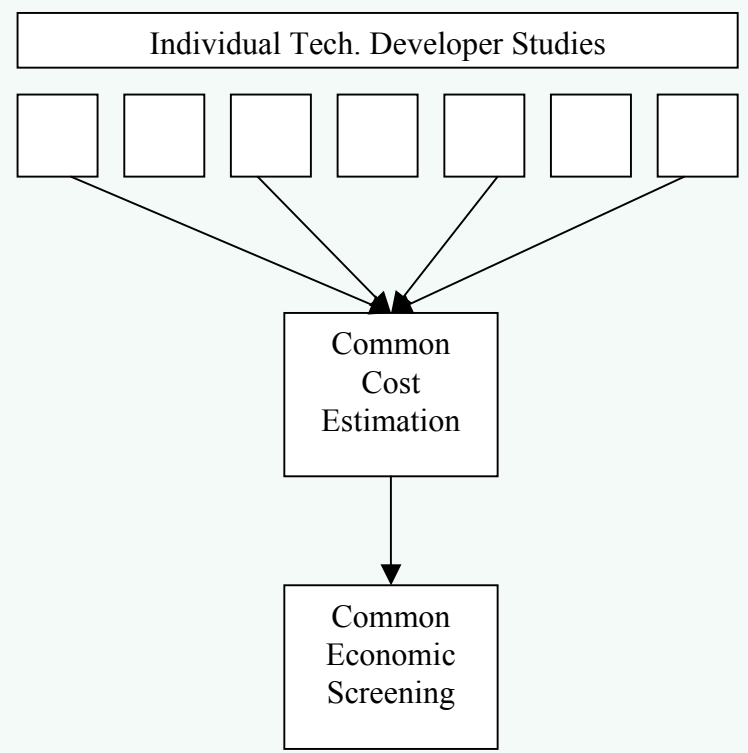 Individual Tech. Developer Studies
Common
Cost
Estimation
Common
Economic
Screening